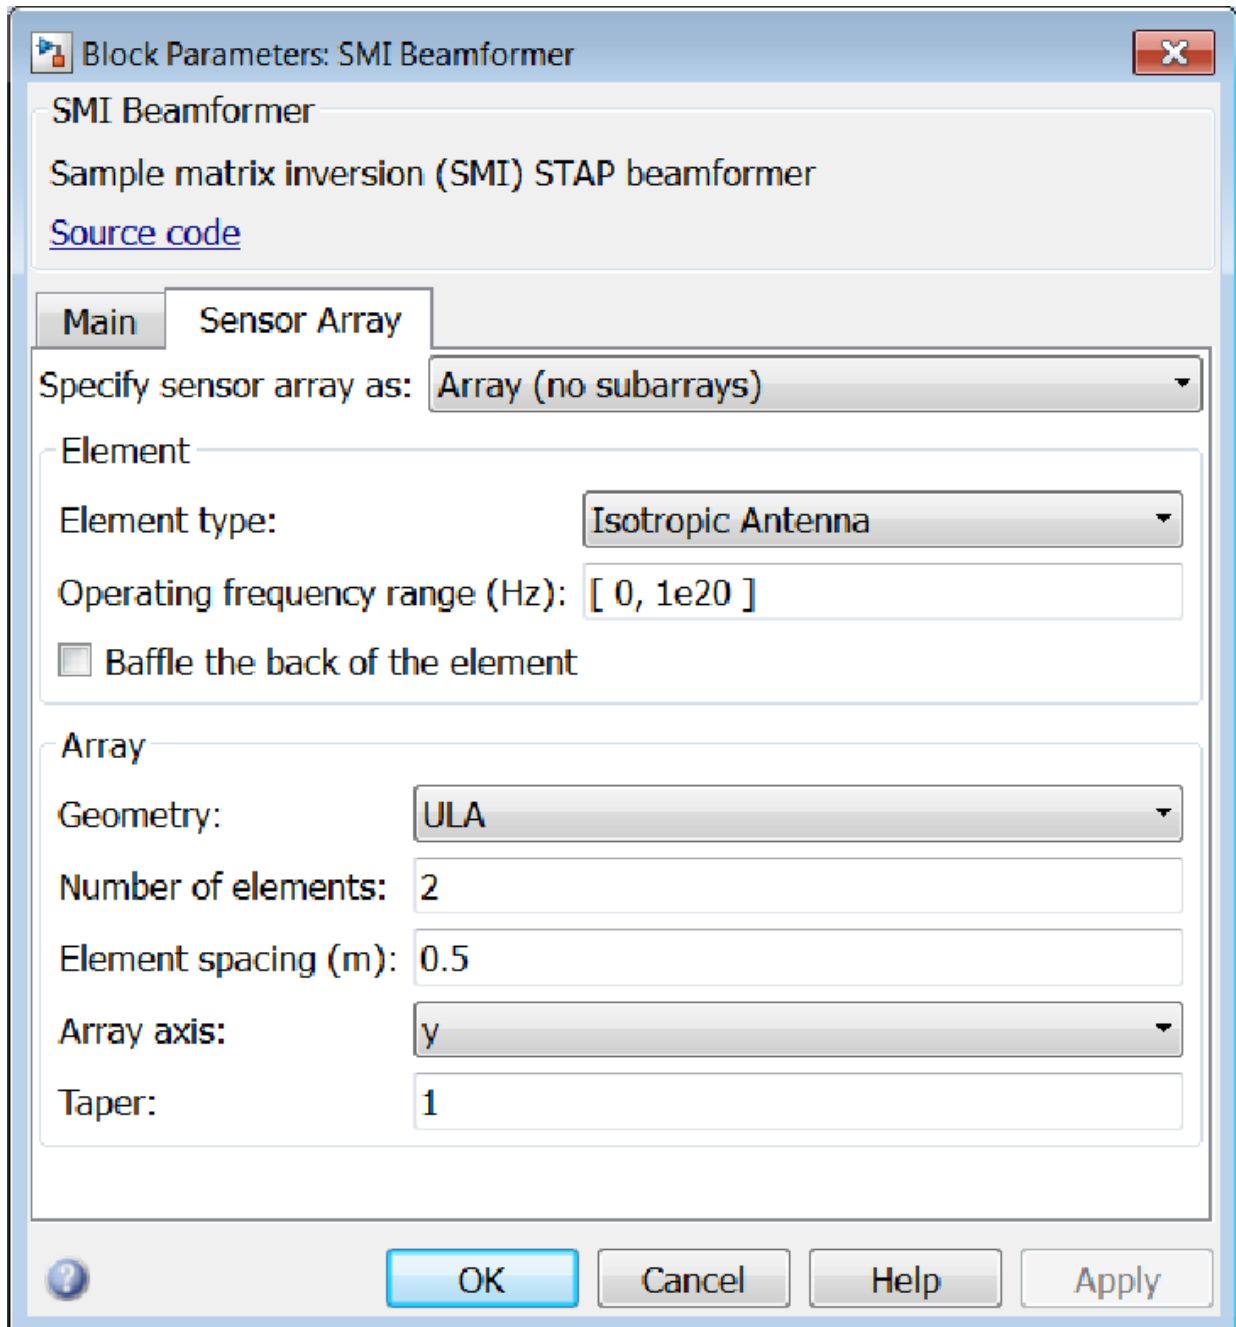 Block Parameters: SMI Beamformer
SMI Beamformer
Sample matrix inversion (SMI) STAP beamformer
Source code
Main Sensor Array
Specify sensor array as: Array (no subarrays)
Element
Element type: Isotropic Antenna
Operating frequency range (Hz): [ 0, 1e20 ]
Baffle the back of the element
Array
Geometry: ULA
Number of elements: 2
Element spacing (m): 0.5
Array axis: y
Taper: 1
? OK Cancel Help Apply